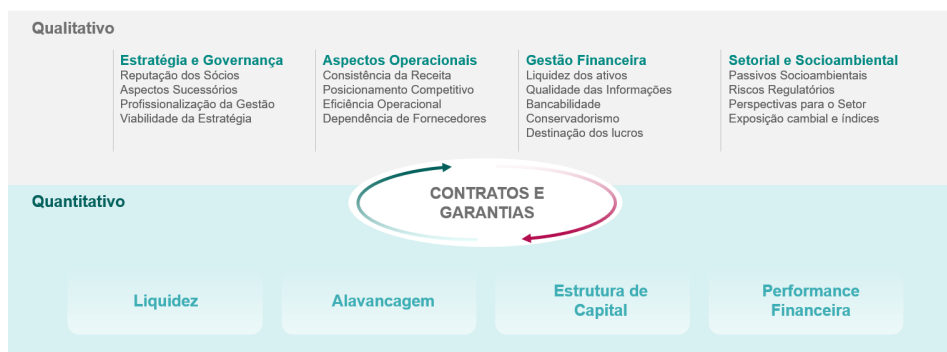 Qualitativo
Estratégia e Governança
Reputação dos Sócios
Aspectos Sucessórios
Profissionalização da Gestão
Viabilidade da Estratégia
Aspectos Operacionais
Consistência da Receita
Posicionamento Competitivo
Eficiência Operacional
Dependência de Fornecedores
Gestão Financeira
Liquidez dos ativos
Qualidade das Informações
Bancabilidade
Conservadorismo
Destinação dos lucros
Setorial e Socioambiental
Passivos Socioambientais
Riscos Regulatórios
Perspectivas para o Setor
Exposição cambial e índices
CONTRATOS E
GARANTIAS
Quantitativo
Liquidez
Alavancagem
Estrutura de
Capital
Performance
Financeira